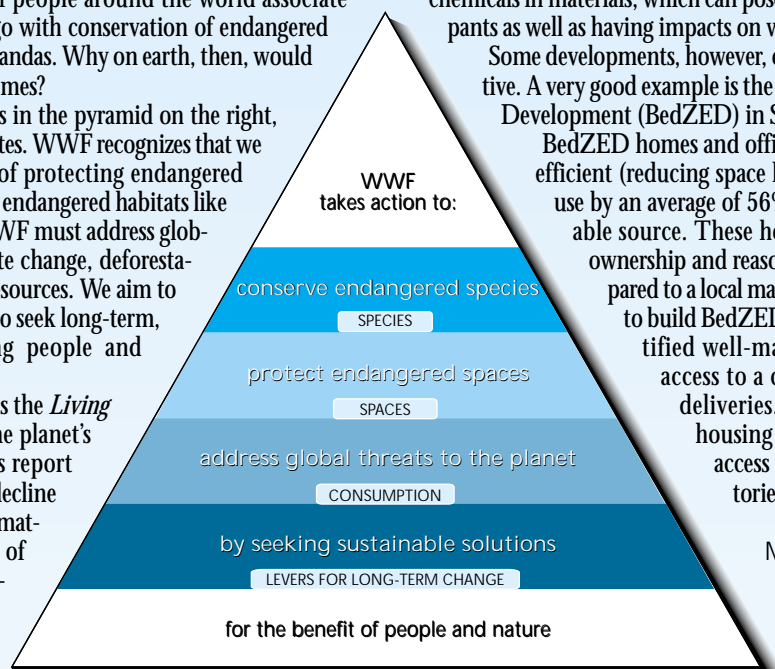 people around the world associate
go with conservation of endangered
andas. Why on earth, then, would
mes?
s in the pyramid on the right,
tes. WWF recognizes that we
of protecting endangered
endangered habitats like
WF must address glob-
te change, deforesta-
sources. We aim to
o seek long-term,
ng people and
s the Living
he planet's
s report
decline
mat-
of
-
WWF
takes action to:
conserve endangered species
SPECIES
protect endangered spaces
SPACES
address global threats to the planet
CONSUMPTION
by seeking sustainable solutions
LEVERS FOR LONG-TERM CHANGE
for the benefit of people and nature
chemicals in materials, which can pos
pants as well as having impacts on w
Some developments, however,
tive. A very good example is the
Development (BedZED) in S
BedZED homes and offi
efficient (reducing space
use by an average of 56%
able source. These h
ownership and reaso
pared to a local ma
to build BedZED
tified well-ma
access to a
deliveries.
housing
access
torie
N